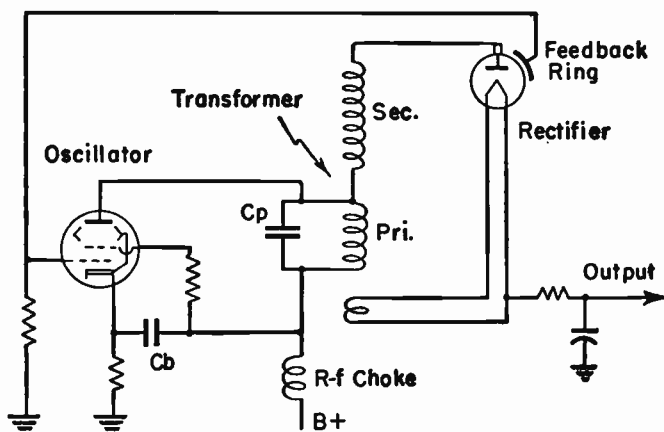 Feedback
Ring
Transformer
Sec.
Rectifier
Oscillator
Cp
Pri.
Output
Cb
R-f Choke
B+